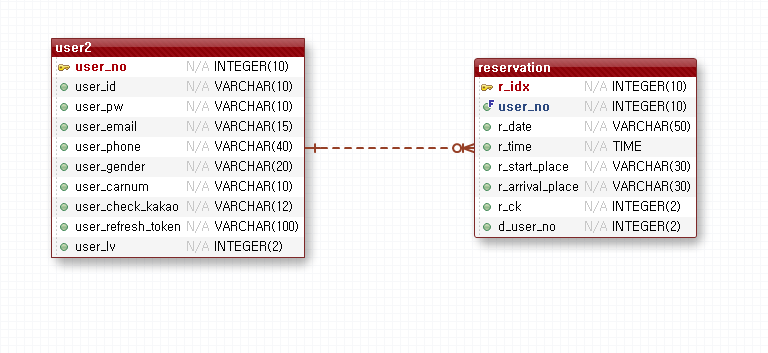 user2
user_no N/A INTEGER(10)
user_id N/A VARCHAR(10)
user_pw N/A VARCHAR(10)
user_email N/A VARCHAR(15)
user_phone N/A VARCHAR(40)
user_gender N/A VARCHAR(20)
user_carnum N/A VARCHAR(10)
user_check_kakao N/A VARCHAR(12)
user_refresh_token N/A VARCHAR(100)
user_lv N/A INTEGER(2)
reservation
r_idx N/A INTEGER(10)
F user_no N/A INTEGER(10)
r_date N/A VARCHAR(50)
r_time N/A TIME
r_start_place N/A VARCHAR(30)
r_arrival_place N/A VARCHAR(30)
r_ck N/A INTEGER(2)
d_user_no N/A INTEGER(2)